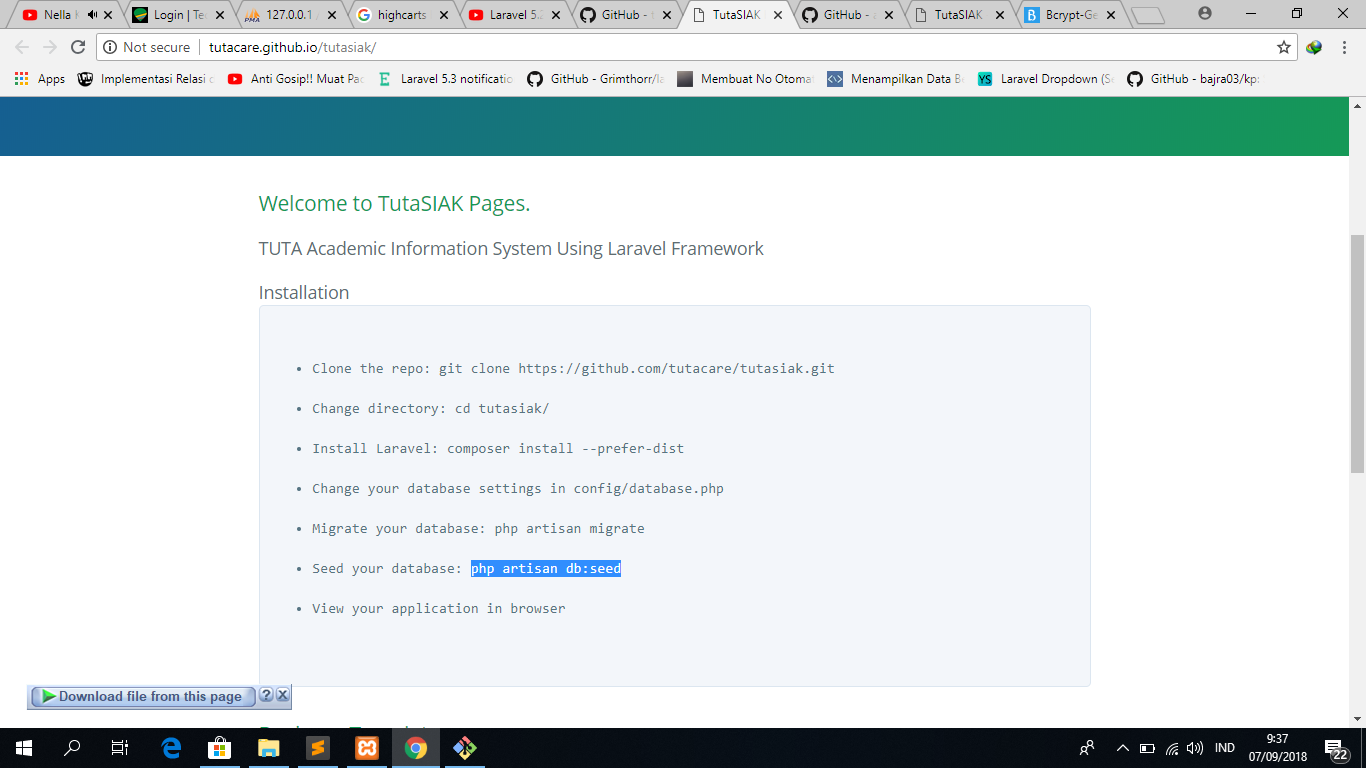 Nella
Login | Te
127.0.0.1
highcarts
Laravel 5.2
GitHub -
TutaSIAK
GitHub -
TutaSIAK
Bcrypt-Ge
Not secure
tutacare.github.io/tutasiak/
Apps
Implementasi Relasi
Anti Gosip!! Muat Pa
Laravel 5.3 notificatio
GitHub - Grimthorr/la
Membuat No Otomat
Menampilkan Data B
Laravel Dropdown (S
GitHub - bajra03/kp
Welcome to TutaSIAK Pages.
TUTA Academic Information System Using Laravel Framework
Installation
• Clone the repo: git clone https://github.com/tutacare/tutasiak.git
• Change directory: cd tutasiak/
• Install Laravel: composer install --prefer-dist
• Change your database settings in config/database.php
• Migrate your database: php artisan migrate
• Seed your database: php artisan db:seed
• View your application in browser
Download file from this page
IND
9:37
07/09/2018
22